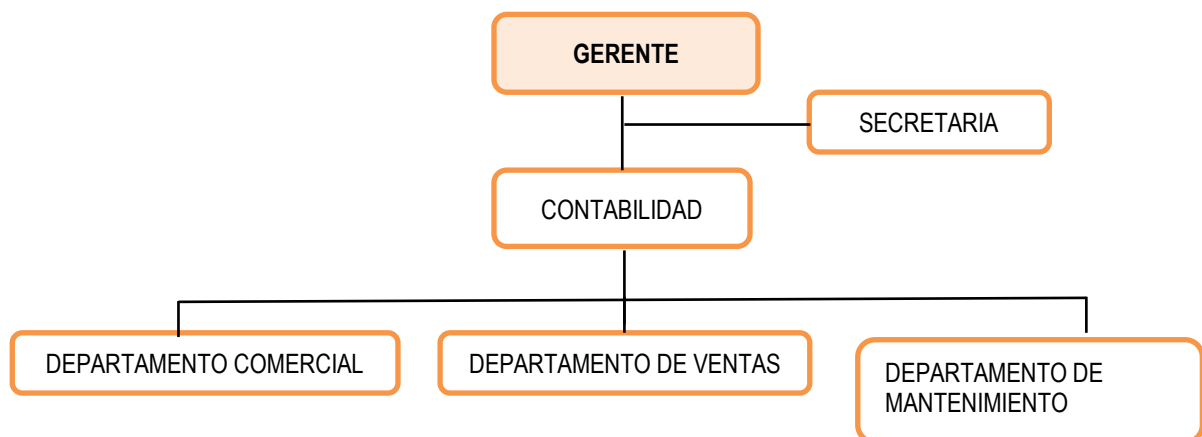 GERENTE
SECRETARIA
CONTABILIDAD
DEPARTAMENTO COMERCIAL
DEPARTAMENTO DE VENTAS
DEPARTAMENTO DE
MANTENIMIENTO